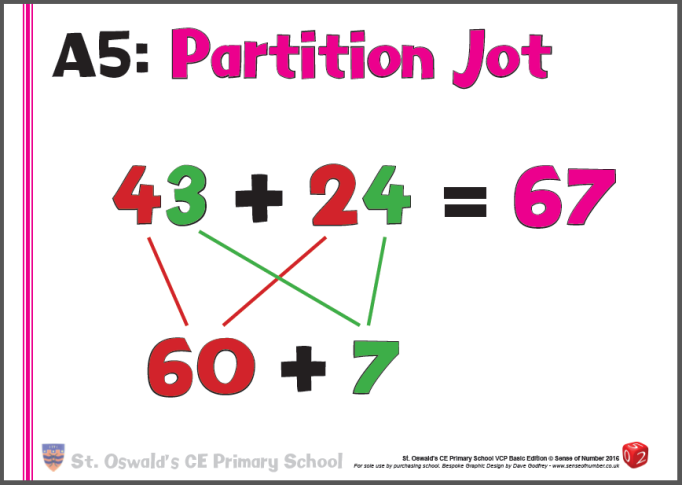 A5: Partition Jot
43 + 24 = 67
60 + 7
St. Oswald's CE Primary School
St. Oswald's CE Primary School VCP Basic Edition © Sense of Number 2016
For sole use by purchasing school. Bespoke Graphic Design by Dave Godfrey - www.senseofnumber.co.uk
0 2